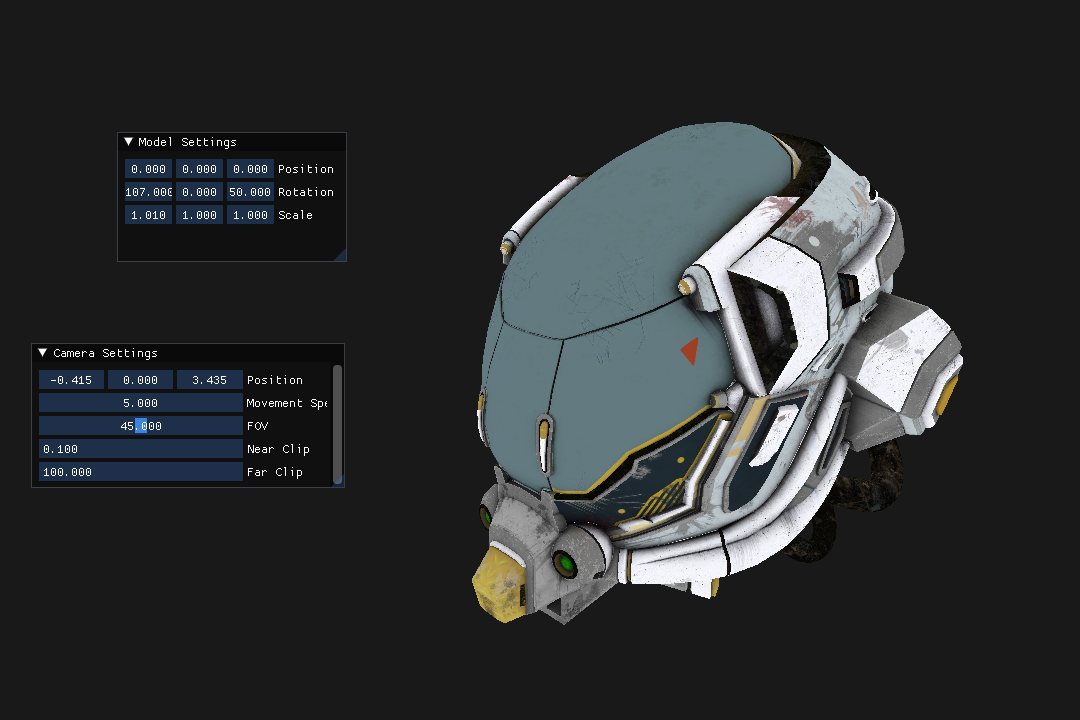 Model Settings
0.000 0.000 0.000 Position
107.000 0.000 50.000 Rotation
1.010 1.000 1.000 Scale
Camera Settings
-0.415 0.000 3.435 Position
5.000 Movement Spe
45.000 FOV
0.100 Near Clip
100.000 Far Clip